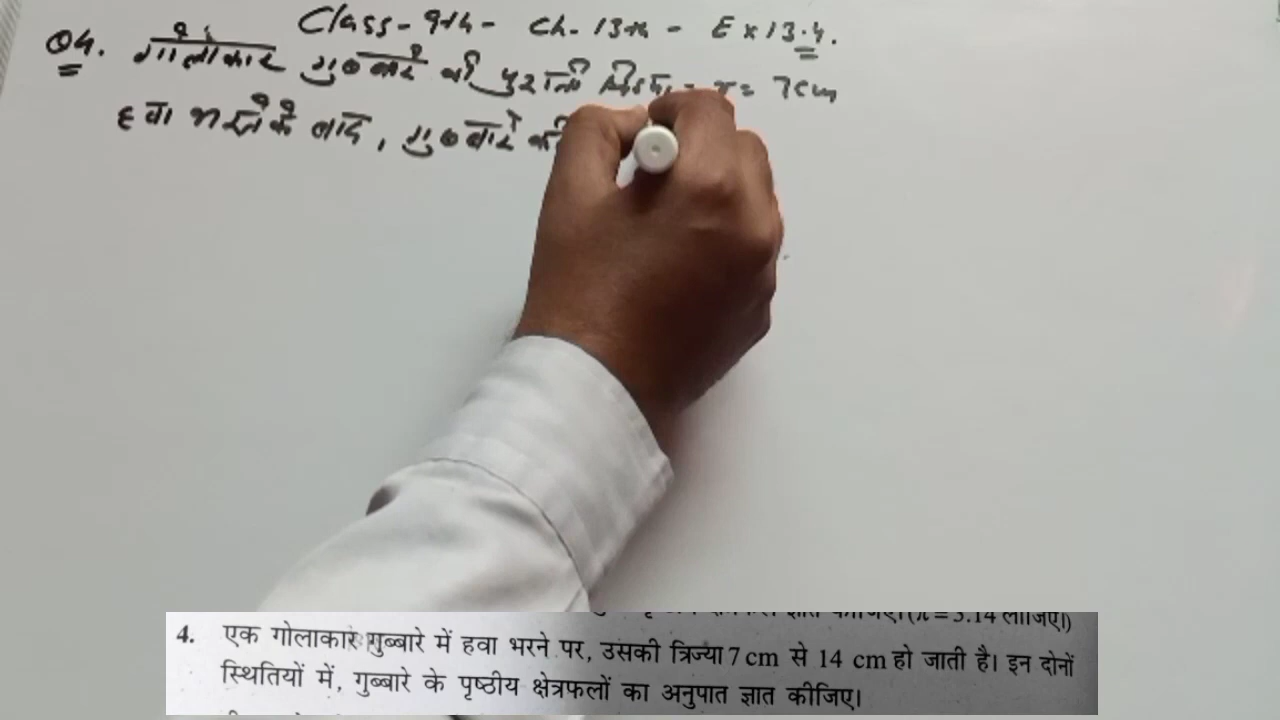 Class - 9th - Ch. 13th - Ex 13.4.
Q4. गोलाकार गुब्बारे की पुरानी त्रिज्या = r = 7cm
हवा भरने के बाद, गुब्बारे की
4. एक गोलाकार गुब्बारे में हवा भरने पर, उसकी त्रिज्या 7 cm से 14 cm हो जाती है। इन दोनों
स्थितियों में, गुब्बारे के पृष्ठीय क्षेत्रफलों का अनुपात ज्ञात कीजिए।